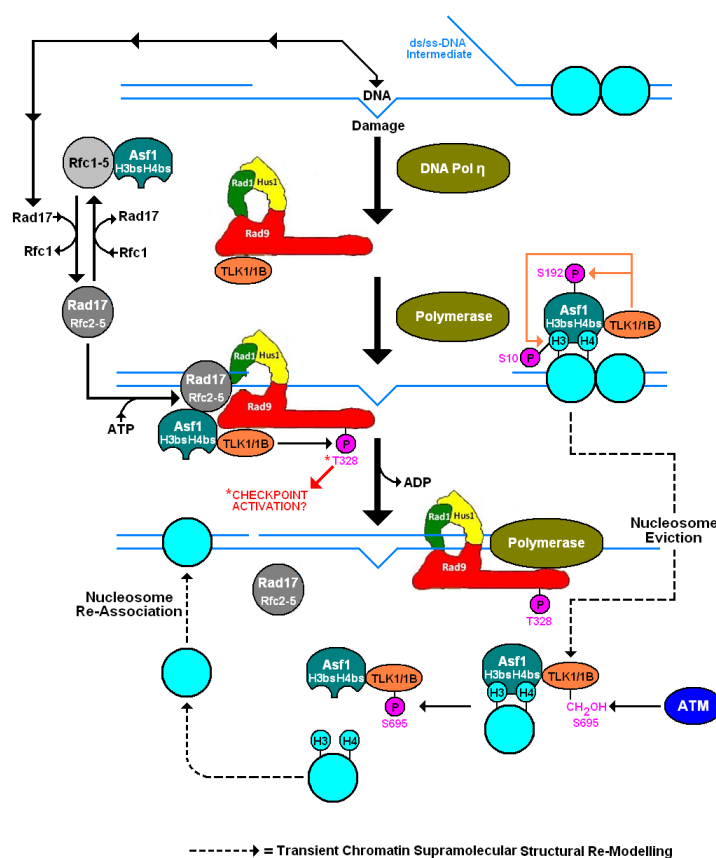 ds/ss-DNA
Intermediate
DNA
Damage
Rfc1-5
Asf1
H3bsH4bs
DNA Pol η
Rad1
Hus1
Rad9
TLK1/1B
Rad17
Rad17
Rfc1
Rfc1
Rad17
Rfc2-5
Polymerase
S192
P
Asf1
H3bsH4bs
TLK1/1B
H3
H4
S10
P
Rad1
Hus1
Rad17
Rfc2-5
Rad9
Asf1
H3bsH4bs
TLK1/1B
P
*T328
ATP
*CHECKPOINT
ACTIVATION?
ADP
Nucleosome
Eviction
Rad1
Hus1
Polymerase
Rad9
Rad17
Rfc2-5
P
T328
Nucleosome
Re-Association
Asf1
H3bsH4bs
TLK1/1B
P
S695
Asf1
H3bsH4bs
TLK1/1B
H3
H4
CH2OH
S695
ATM
H3
H4
= Transient Chromatin Supramolecular Structural Re-Modelling